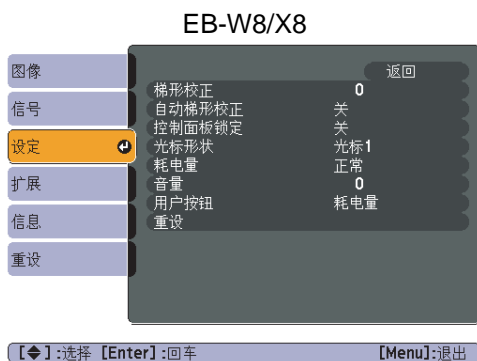 EB-W8/X8
图像
信号
设定
扩展
信息
重设
返回
梯形校正 0
自动梯形校正 关
控制面板锁定 关
光标形状 光标1
耗电量 正常
音量 0
用户按钮 耗电量
重设
[◆]:选择 [Enter]:回车 [Menu]:退出